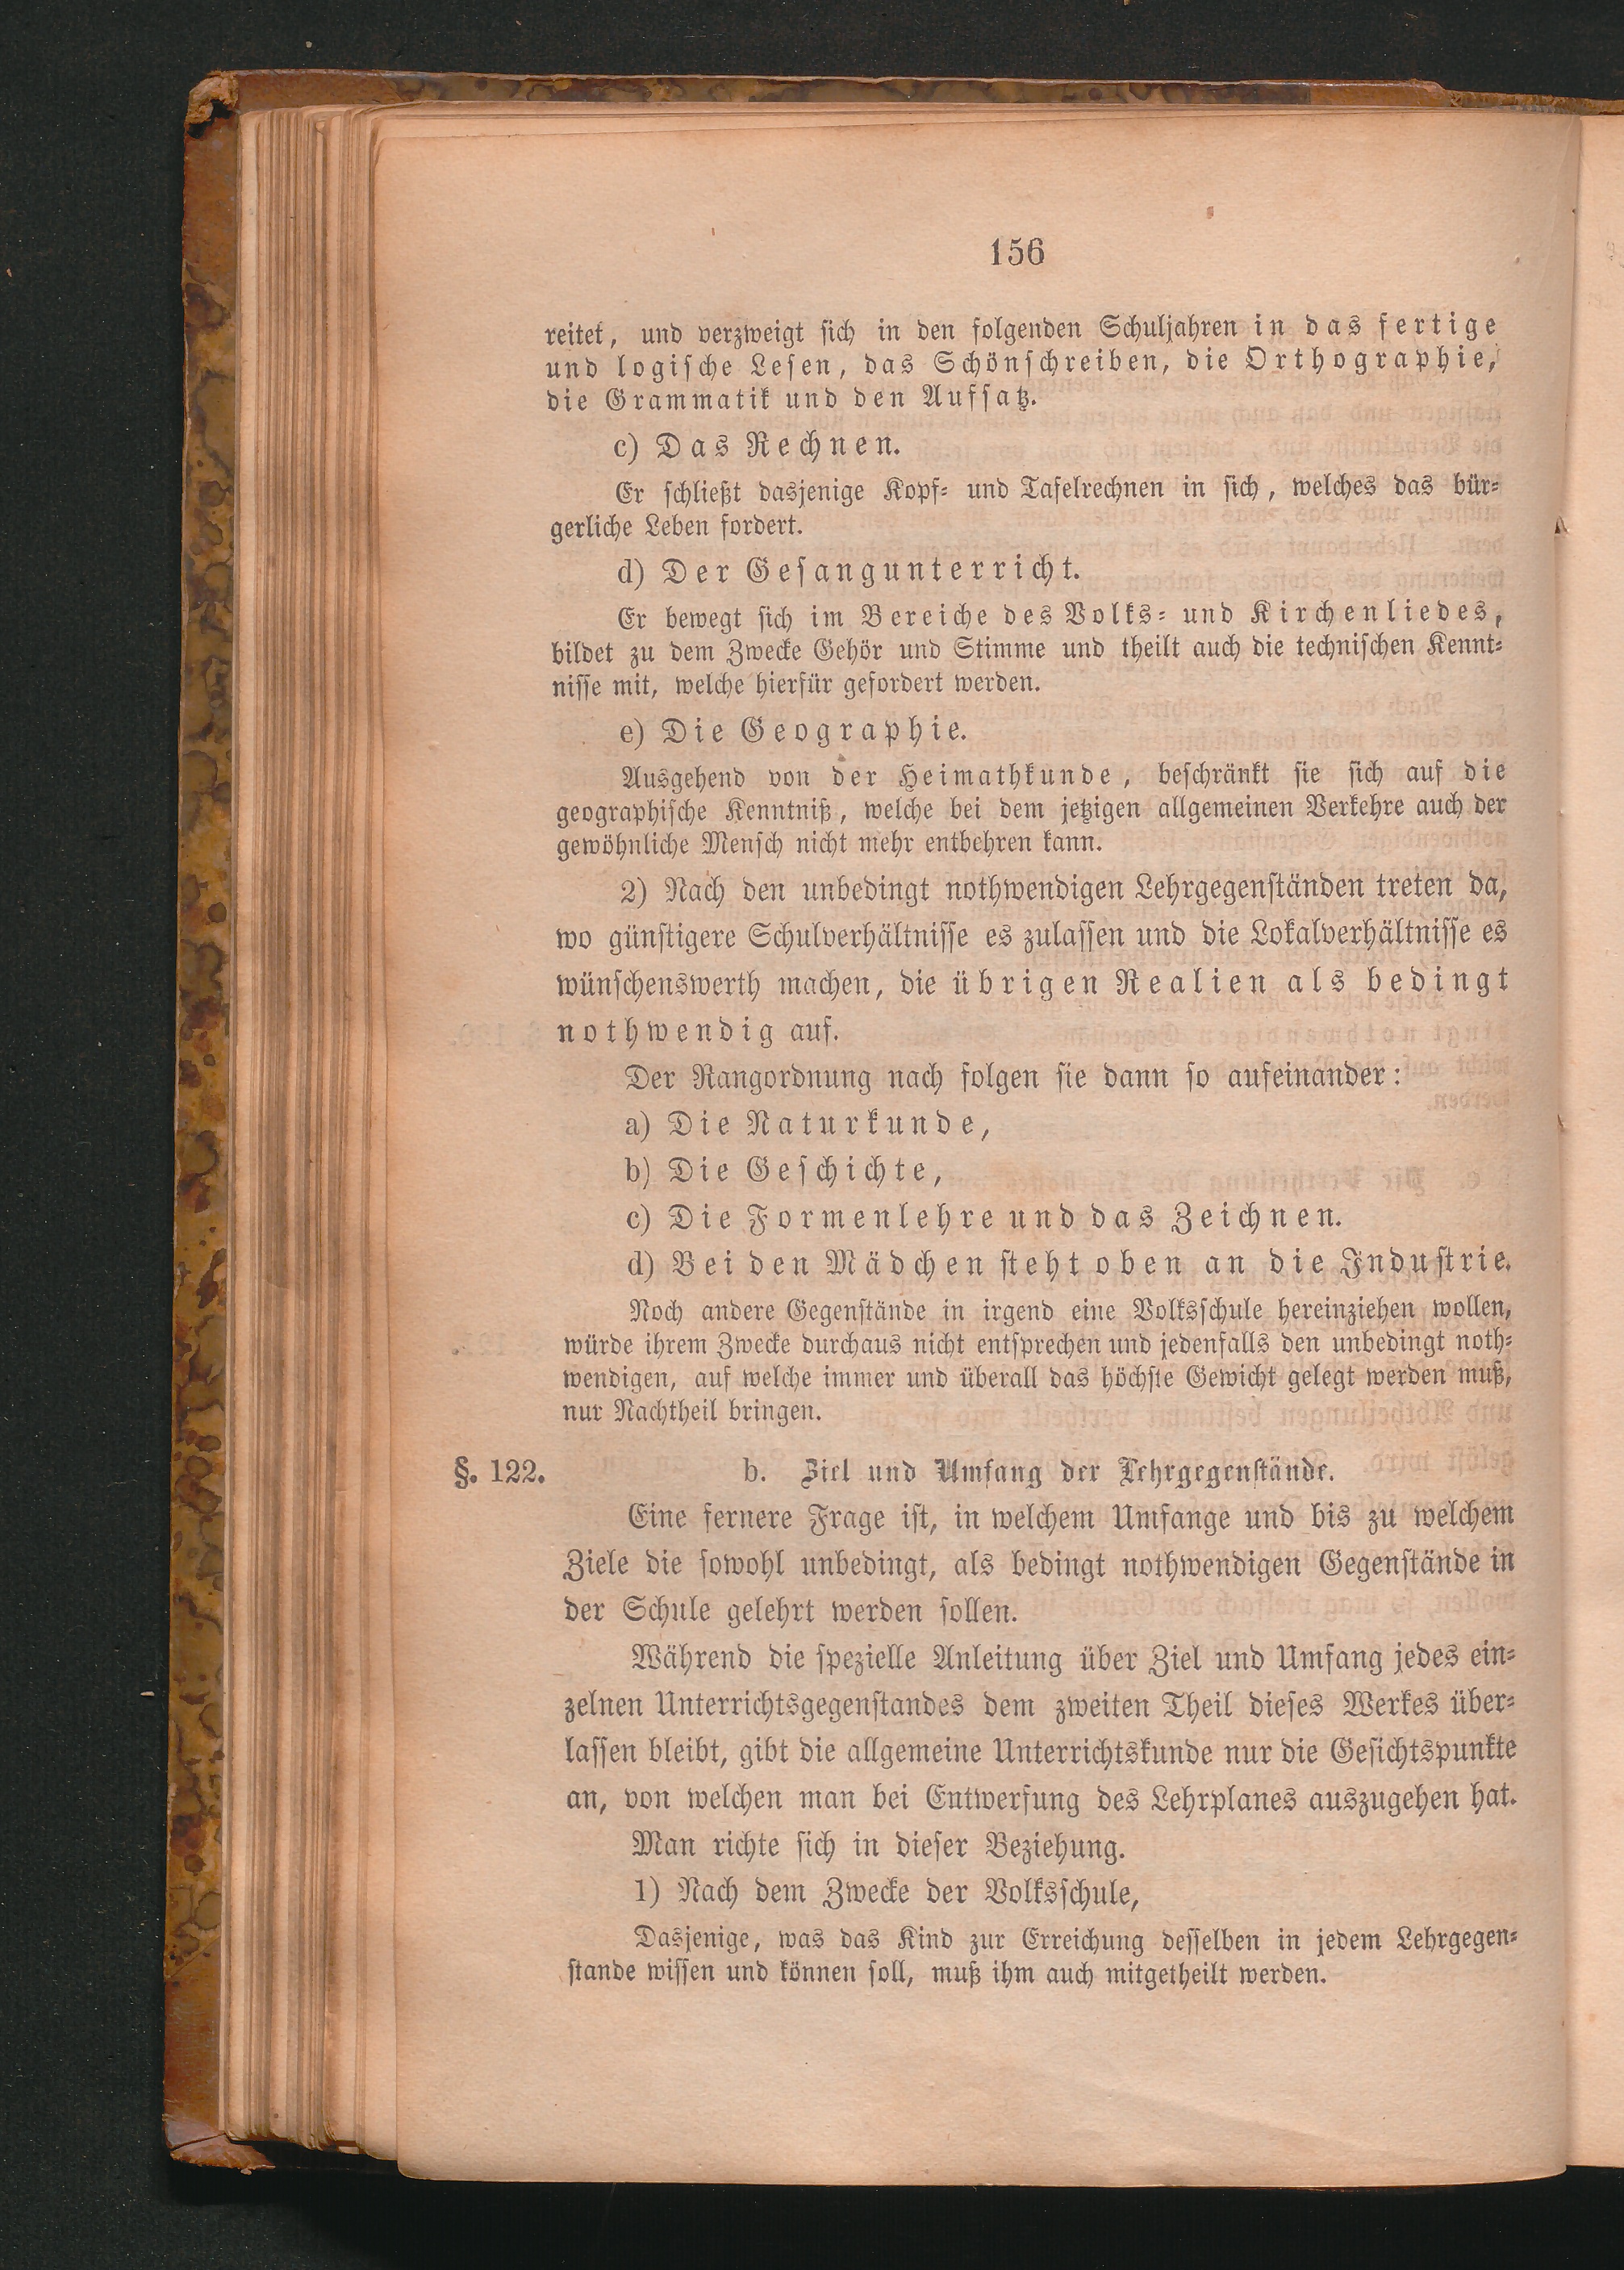 156
reitet, und verzweigt sich in den folgenden Schuljahren in das fertige
und logische Lesen, das Schönschreiben, die Orthographie,
die Grammatik und den Aufsatz.
c) Das Rechnen.
Er schließt dasjenige Kopf- und Tafelrechnen in sich, welches das bür-
gerliche Leben fordert.
d) Der Gesangunterricht.
Er bewegt sich im Bereiche des Volks- und Kirchenliedes,
bildet zu dem Zwecke Gehör und Stimme und theilt auch die technischen Kennt-
nisse mit, welche hierfür gefordert werden.
e) Die Geographie.
Ausgehend von der Heimathkunde, beschränkt sie sich auf die
geographische Kenntniß, welche bei dem jetzigen allgemeinen Verkehre auch der
gewöhnliche Mensch nicht mehr entbehren kann.
2) Nach den unbedingt nothwendigen Lehrgegenständen treten da,
wo günstigere Schulverhältnisse es zulassen und die Lokalverhältnisse es
wünschenswerth machen, die übrigen Realien als bedingt
nothwendig auf.
Der Rangordnung nach folgen sie dann so aufeinander:
a) Die Naturkunde,
b) Die Geschichte,
c) Die Formenlehre und das Zeichnen.
d) Bei den Mädchen steht oben an die Industrie.
Noch andere Gegenstände in irgend eine Volksschule hereinziehen wollen,
würde ihrem Zwecke durchaus nicht entsprechen und jedenfalls den unbedingt noth-
wendigen, auf welche immer und überall das höchste Gewicht gelegt werden muß,
nur Nachtheil bringen.
§. 122. b. Ziel und Umfang der Lehrgegenstände.
Eine fernere Frage ist, in welchem Umfange und bis zu welchem
Ziele die sowohl unbedingt, als bedingt nothwendigen Gegenstände in
der Schule gelehrt werden sollen.
Während die spezielle Anleitung über Ziel und Umfang jedes ein-
zelnen Unterrichtsgegenstandes dem zweiten Theil dieses Werkes über-
lassen bleibt, gibt die allgemeine Unterrichtskunde nur die Gesichtspunkte
an, von welchen man bei Entwerfung des Lehrplanes auszugehen hat.
Man richte sich in dieser Beziehung.
1) Nach dem Zwecke der Volksschule,
Dasjenige, was das Kind zur Erreichung desselben in jedem Lehrgegen-
stande wissen und können soll, muß ihm auch mitgetheilt werden.